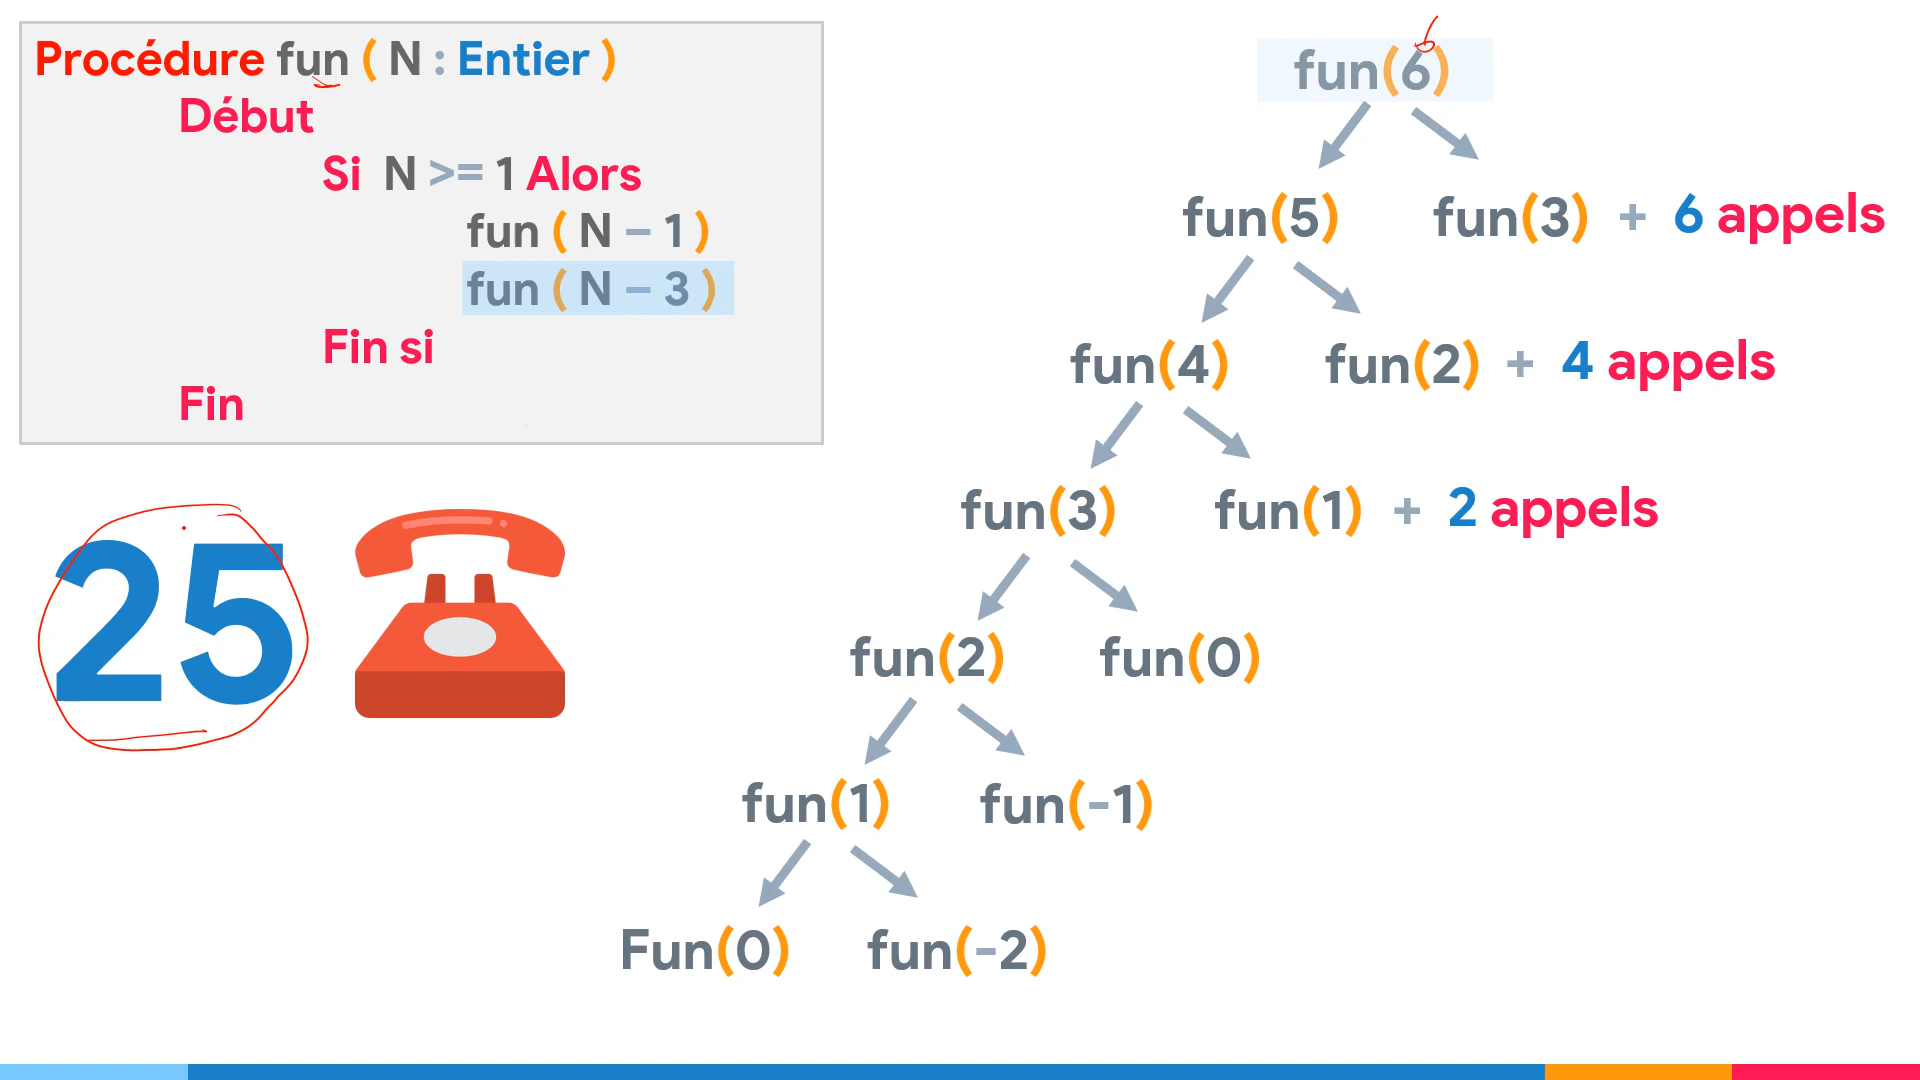 Procédure fun ( N : Entier )
Début
Si N >= 1 Alors
fun ( N – 1 )
fun ( N – 3 )
Fin si
Fin
25
6
fun(6)
fun(5) fun(3) + 6 appels
fun(4) fun(2) + 4 appels
fun(3) fun(1) + 2 appels
fun(2) fun(0)
fun(1) fun(-1)
Fun(0) fun(-2)